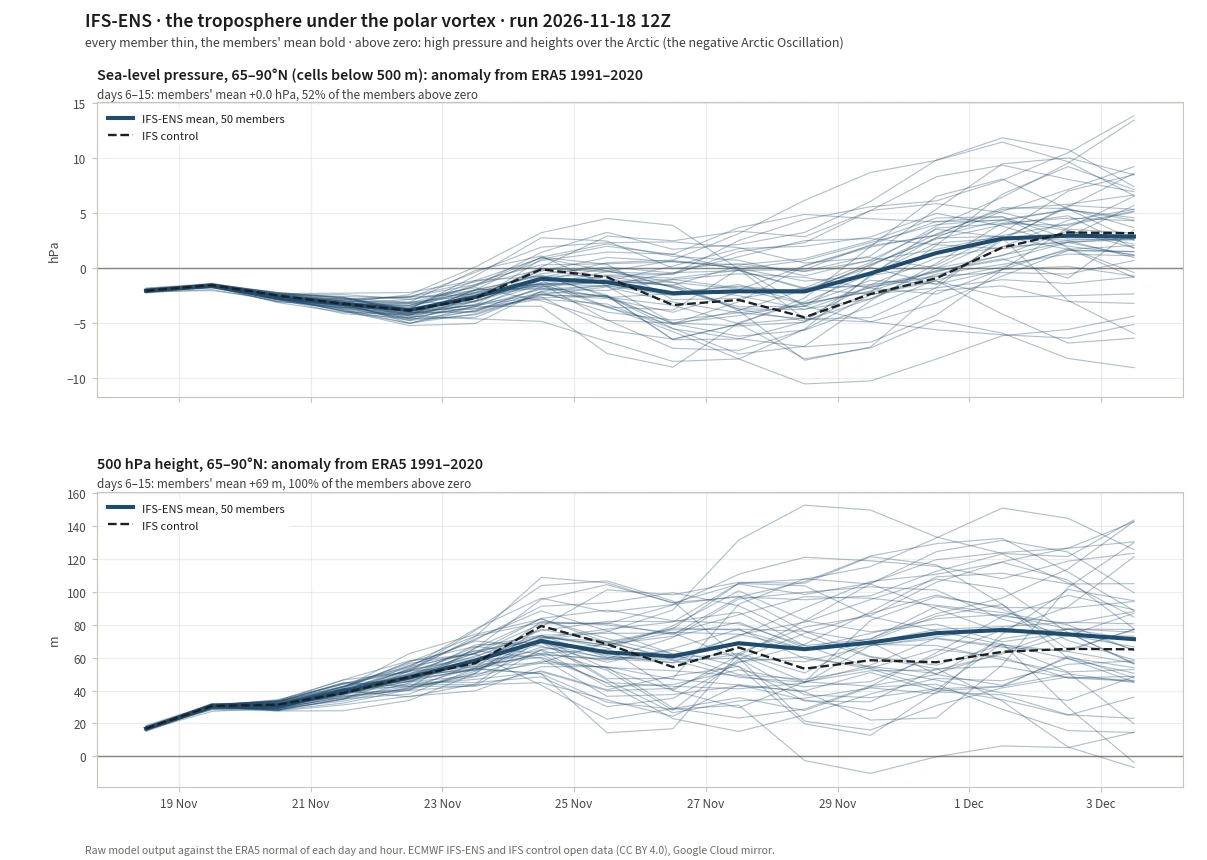 IFS-ENS · the troposphere under the polar vortex · run 2026-11-18 12Z
every member thin, the members' mean bold · above zero: high pressure and heights over the Arctic (the negative Arctic Oscillation)
Sea-level pressure, 65–90°N (cells below 500 m): anomaly from ERA5 1991–2020
days 6–15: members' mean +0.0 hPa, 52% of the members above zero
15
10
5
0
−5
−10
hPa
IFS-ENS mean, 50 members
IFS control
500 hPa height, 65–90°N: anomaly from ERA5 1991–2020
days 6–15: members' mean +69 m, 100% of the members above zero
160
140
120
100
80
60
40
20
0
m
IFS-ENS mean, 50 members
IFS control
19 Nov
21 Nov
23 Nov
25 Nov
27 Nov
29 Nov
1 Dec
3 Dec
Raw model output against the ERA5 normal of each day and hour. ECMWF IFS-ENS and IFS control open data (CC BY 4.0), Google Cloud mirror.